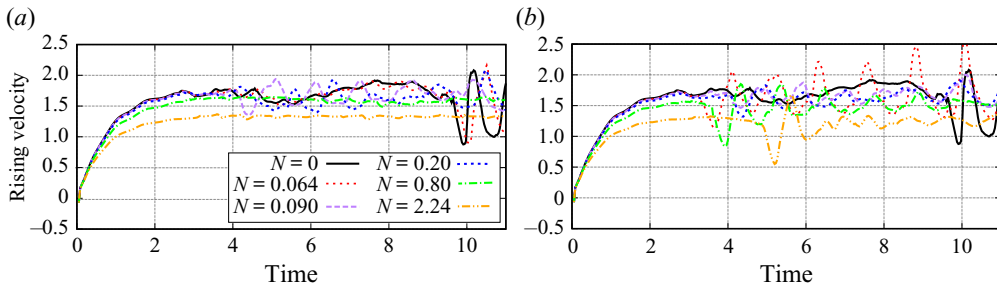 (a)
(b)
2.5
2.0
1.5
1.0
0.5
0
−0.5
Rising velocity
N = 0
N = 0.20
N = 0.064
N = 0.80
N = 0.090
N = 2.24
0 2 4 6 8 10
Time
2.5
2.0
1.5
1.0
0.5
0
−0.5
0 2 4 6 8 10
Time